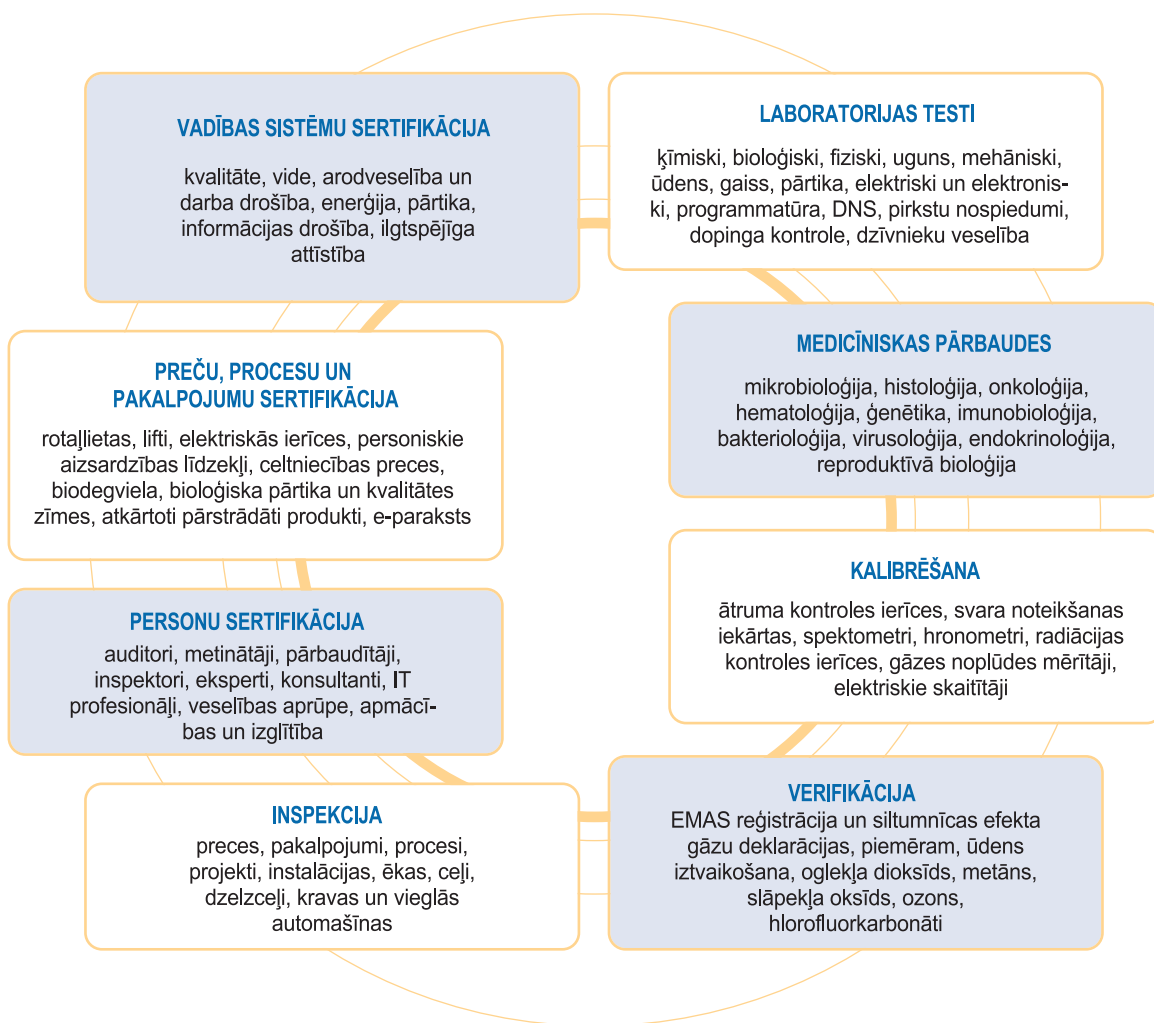 VADĪBAS SISTĒMU SERTIFIKĀCIJA
kvalitāte, vide, arodveselība un
darba drošība, enerģija, pārtika,
informācijas drošība, ilgtspējīga
attīstība
LABORATORIJAS TESTI
ķīmiski, bioloģiski, fiziski, uguns, mehāniski,
ūdens, gaiss, pārtika, elektriski un elektronis-
ki, programmatūra, DNS, pirkstu nospiedumi,
dopinga kontrole, dzīvnieku veselība
PREČU, PROCESU UN
PAKALPOJUMU SERTIFIKĀCIJA
rotaļlietas, lifti, elektriskās ierīces, personiskie
aizsardzības līdzekļi, celtniecības preces,
biodegviela, bioloģiska pārtika un kvalitātes
zīmes, atkārtoti pārstrādāti produkti, e-paraksts
MEDICĪNISKAS PĀRBAUDES
mikrobioloģija, histoloģija, onkoloģija,
hematoloģija, ģenētika, imunobioloģija,
bakterioloģija, virusoloģija, endokrinoloģija,
reproduktīvā bioloģija
PERSONU SERTIFIKĀCIJA
auditori, metinātāji, pārbaudītāji,
inspektori, eksperti, konsultanti, IT
profesionāļi, veselības aprūpe, apmācī-
bas un izglītība
KALIBRĒŠANA
ātruma kontroles ierīces, svara noteikšanas
iekārtas, spektometri, hronometri, radiācijas
kontroles ierīces, gāzes noplūdes mērītāji,
elektriskie skaitītāji
INSPEKCIJA
preces, pakalpojumi, procesi,
projekti, instalācijas, ēkas, ceļi,
dzelzceļi, kravas un vieglās
automašīnas
VERIFIKĀCIJA
EMAS reģistrācija un siltumnīcas efekta
gāzu deklarācijas, piemēram, ūdens
iztvaikošana, oglekļa dioksīds, metāns,
slāpekļa oksīds, ozons,
hlorofluorkarbonāti